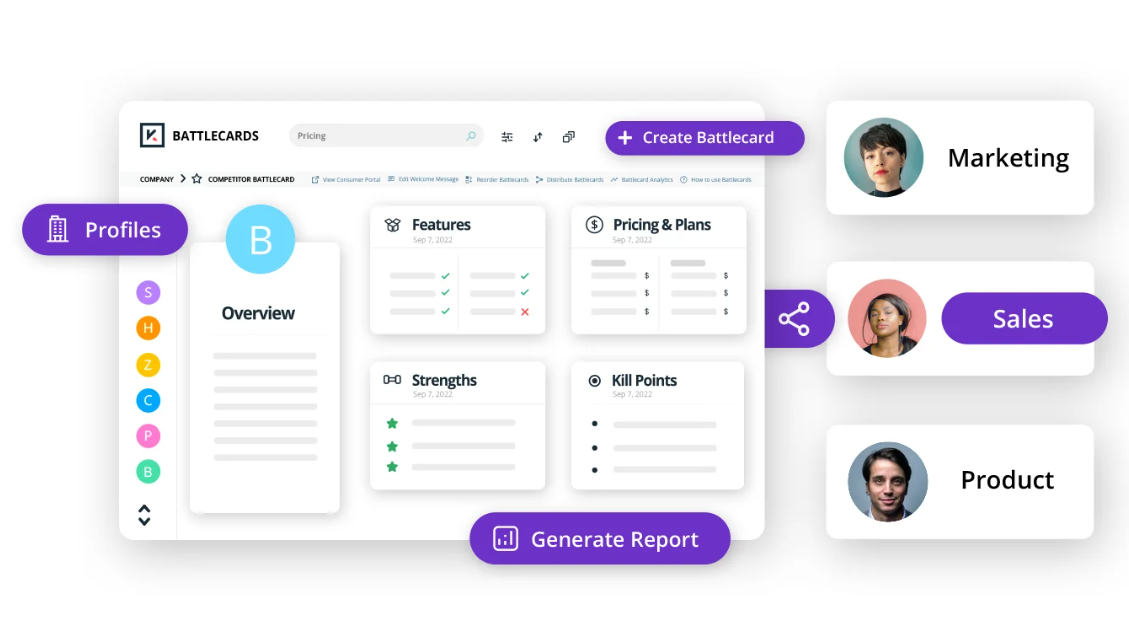 BATTLECARDS
Pricing
Create Battlecard
COMPANY
COMPETITOR BATTLECARD
View Consumer Portal
Edit Welcome Message
Reorder Battlecards
Distribute Battlecards
Battlecard Analytics
How to use Battlecards
Profiles
S
H
Z
C
P
B
B
Overview
Features
Sep 7, 2022
Pricing & Plans
Sep 7, 2022
$
$
$
$
$
$
Strengths
Sep 7, 2022
Kill Points
Sep 7, 2022
Generate Report
Marketing
Sales
Product